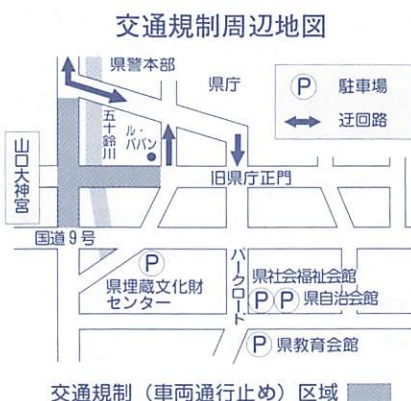 交通規制周辺地図
県警本部
県庁
Ⓟ 駐車場
迂回路
五十鈴川
ル・パパン
山口大神宮
旧県庁正門
国道9号
Ⓟ
県埋蔵文化財
センター
パークロード
県社会福祉会館
ⓅⓅ 県自治会館
Ⓟ 県教育会館
交通規制（車両通行止め）区域